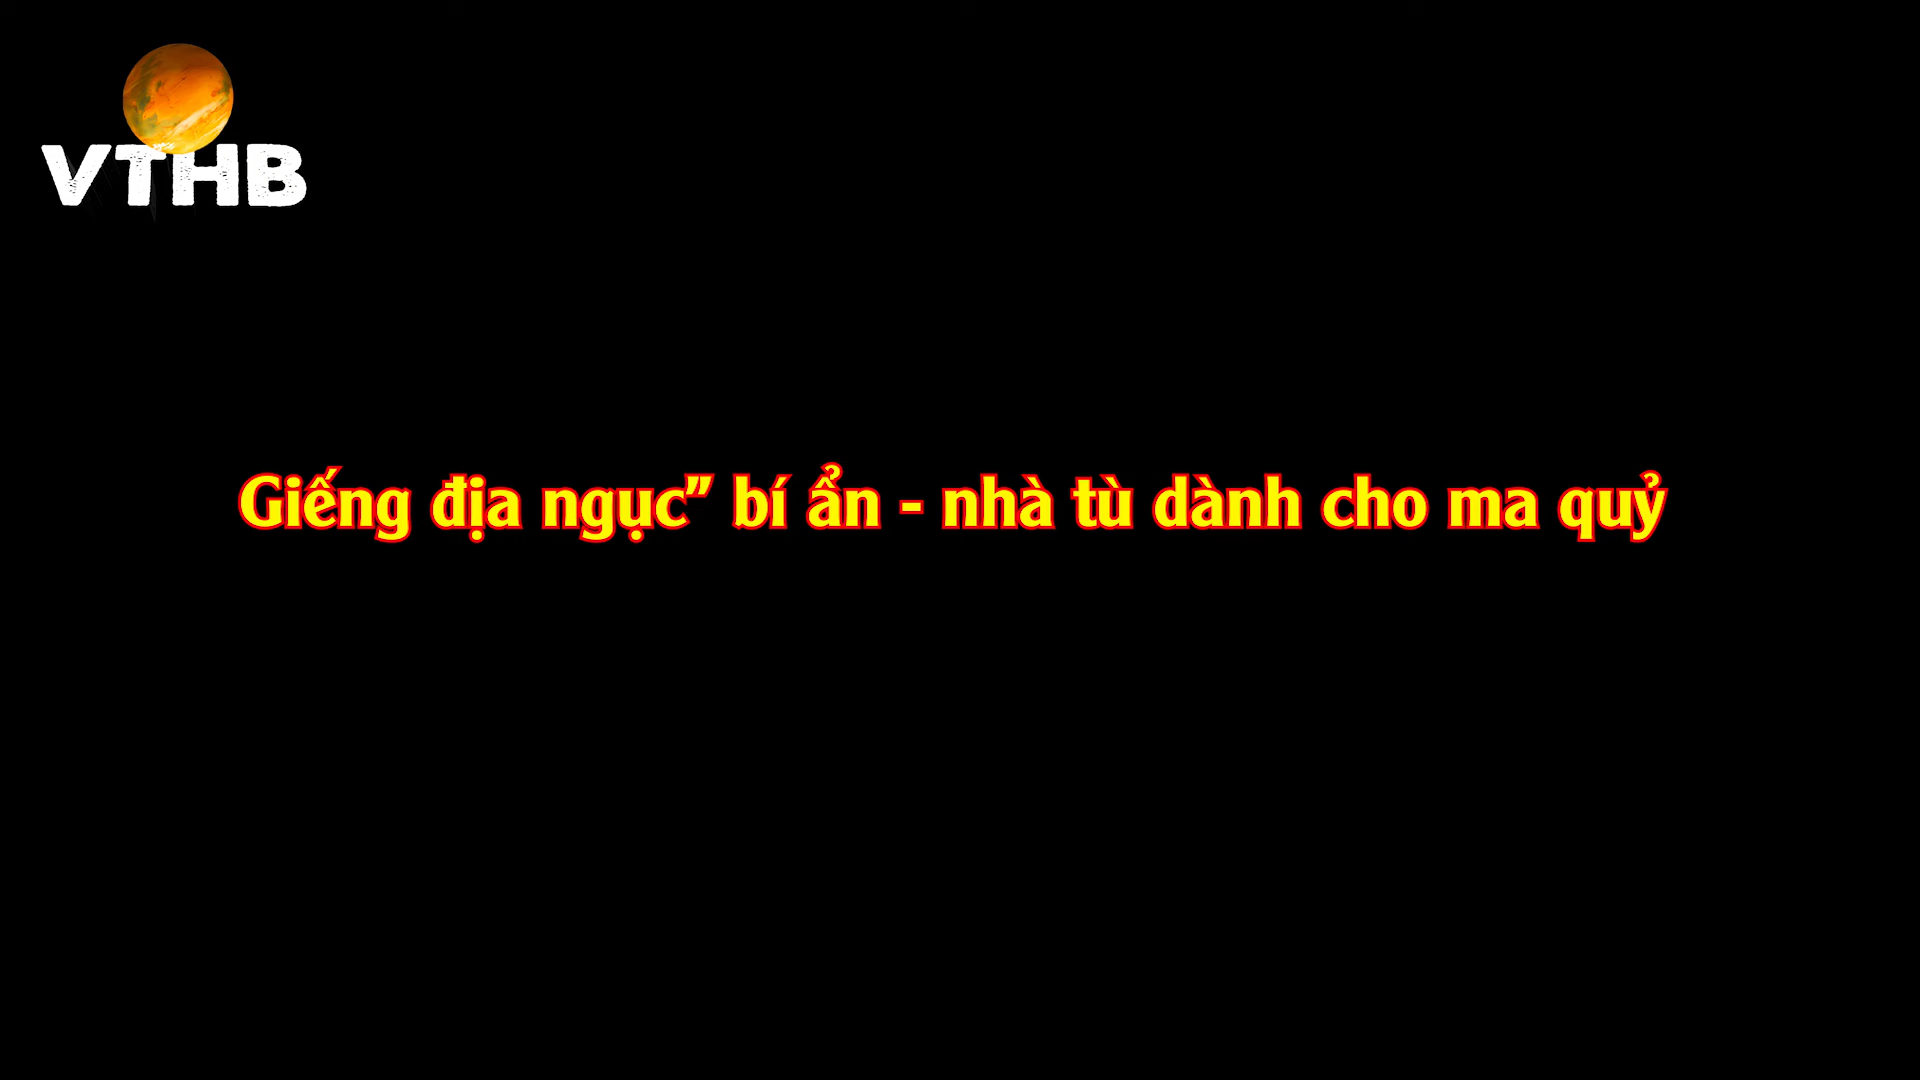 VTHB
Giếng địa ngục” bí ẩn - nhà tù dành cho ma quỷ